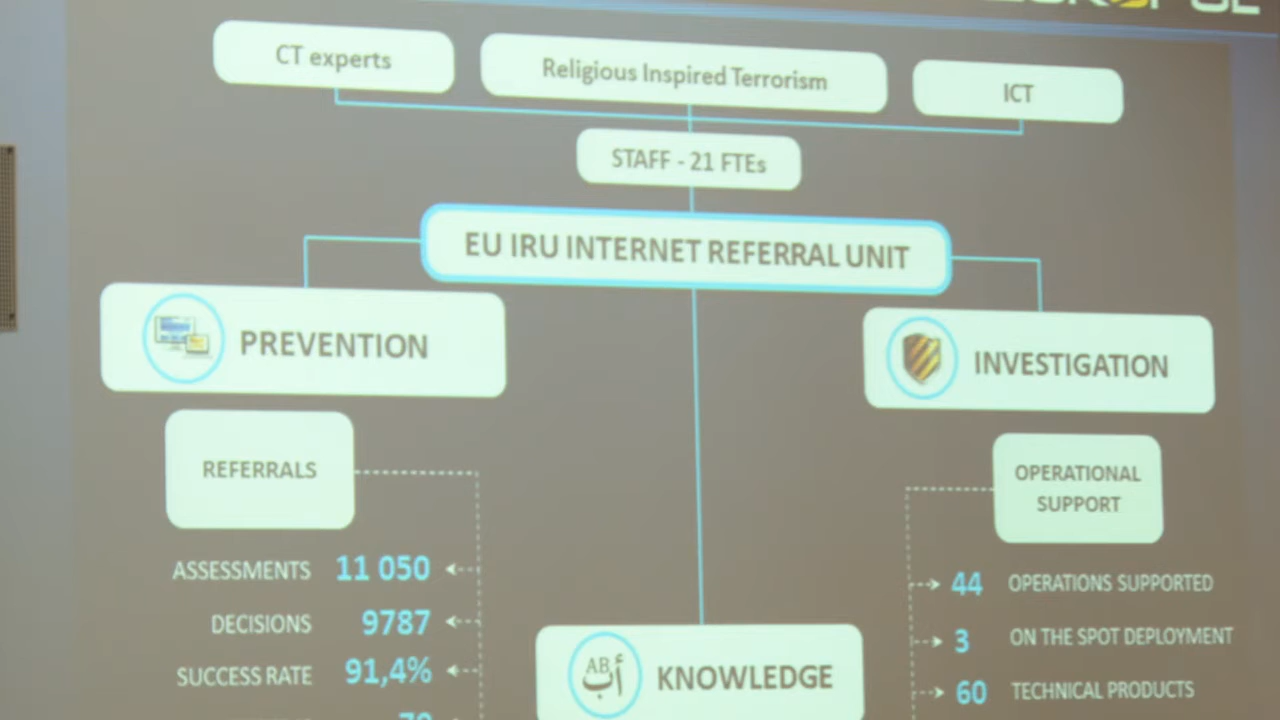 CT experts
Religious Inspired Terrorism
ICT
STAFF - 21 FTEs
EU IRU INTERNET REFERRAL UNIT
PREVENTION
INVESTIGATION
REFERRALS
OPERATIONAL
SUPPORT
ASSESSMENTS 11 050
DECISIONS 9787
SUCCESS RATE 91,4%
44 OPERATIONS SUPPORTED
3 ON THE SPOT DEPLOYMENT
60 TECHNICAL PRODUCTS
AB
أب
KNOWLEDGE